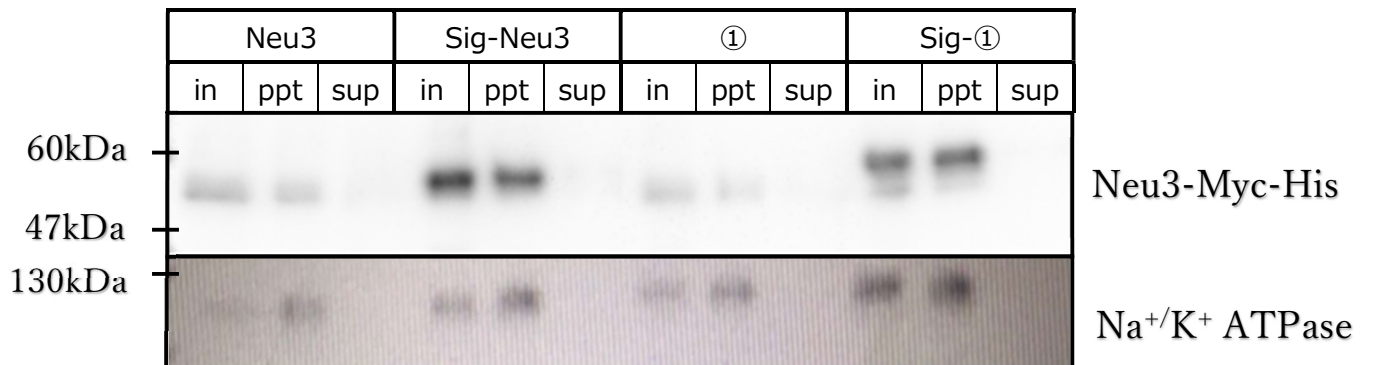 Neu3 Sig-Neu3 ① Sig-①
in ppt sup in ppt sup in ppt sup in ppt sup
60kDa
Neu3-Myc-His
47kDa
130kDa
Na+/K+ ATPase